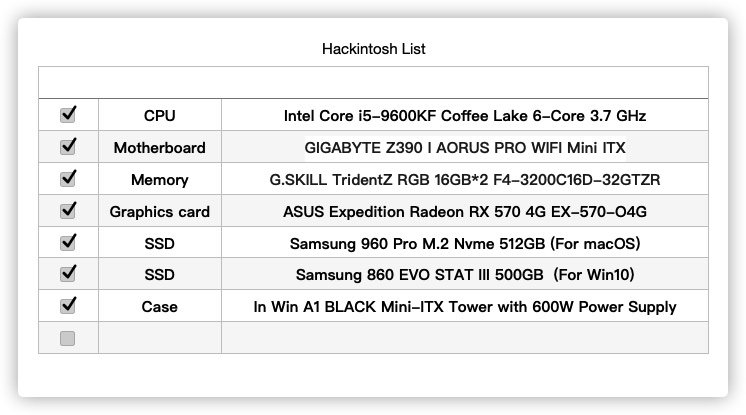 Hackintosh List
CPU Intel Core i5-9600KF Coffee Lake 6-Core 3.7 GHz
Motherboard GIGABYTE Z390 I AORUS PRO WIFI Mini ITX
Memory G.SKILL TridentZ RGB 16GB*2 F4-3200C16D-32GTZR
Graphics card ASUS Expedition Radeon RX 570 4G EX-570-O4G
SSD Samsung 960 Pro M.2 Nvme 512GB (For macOS)
SSD Samsung 860 EVO STAT III 500GB (For Win10)
Case In Win A1 BLACK Mini-ITX Tower with 600W Power Supply